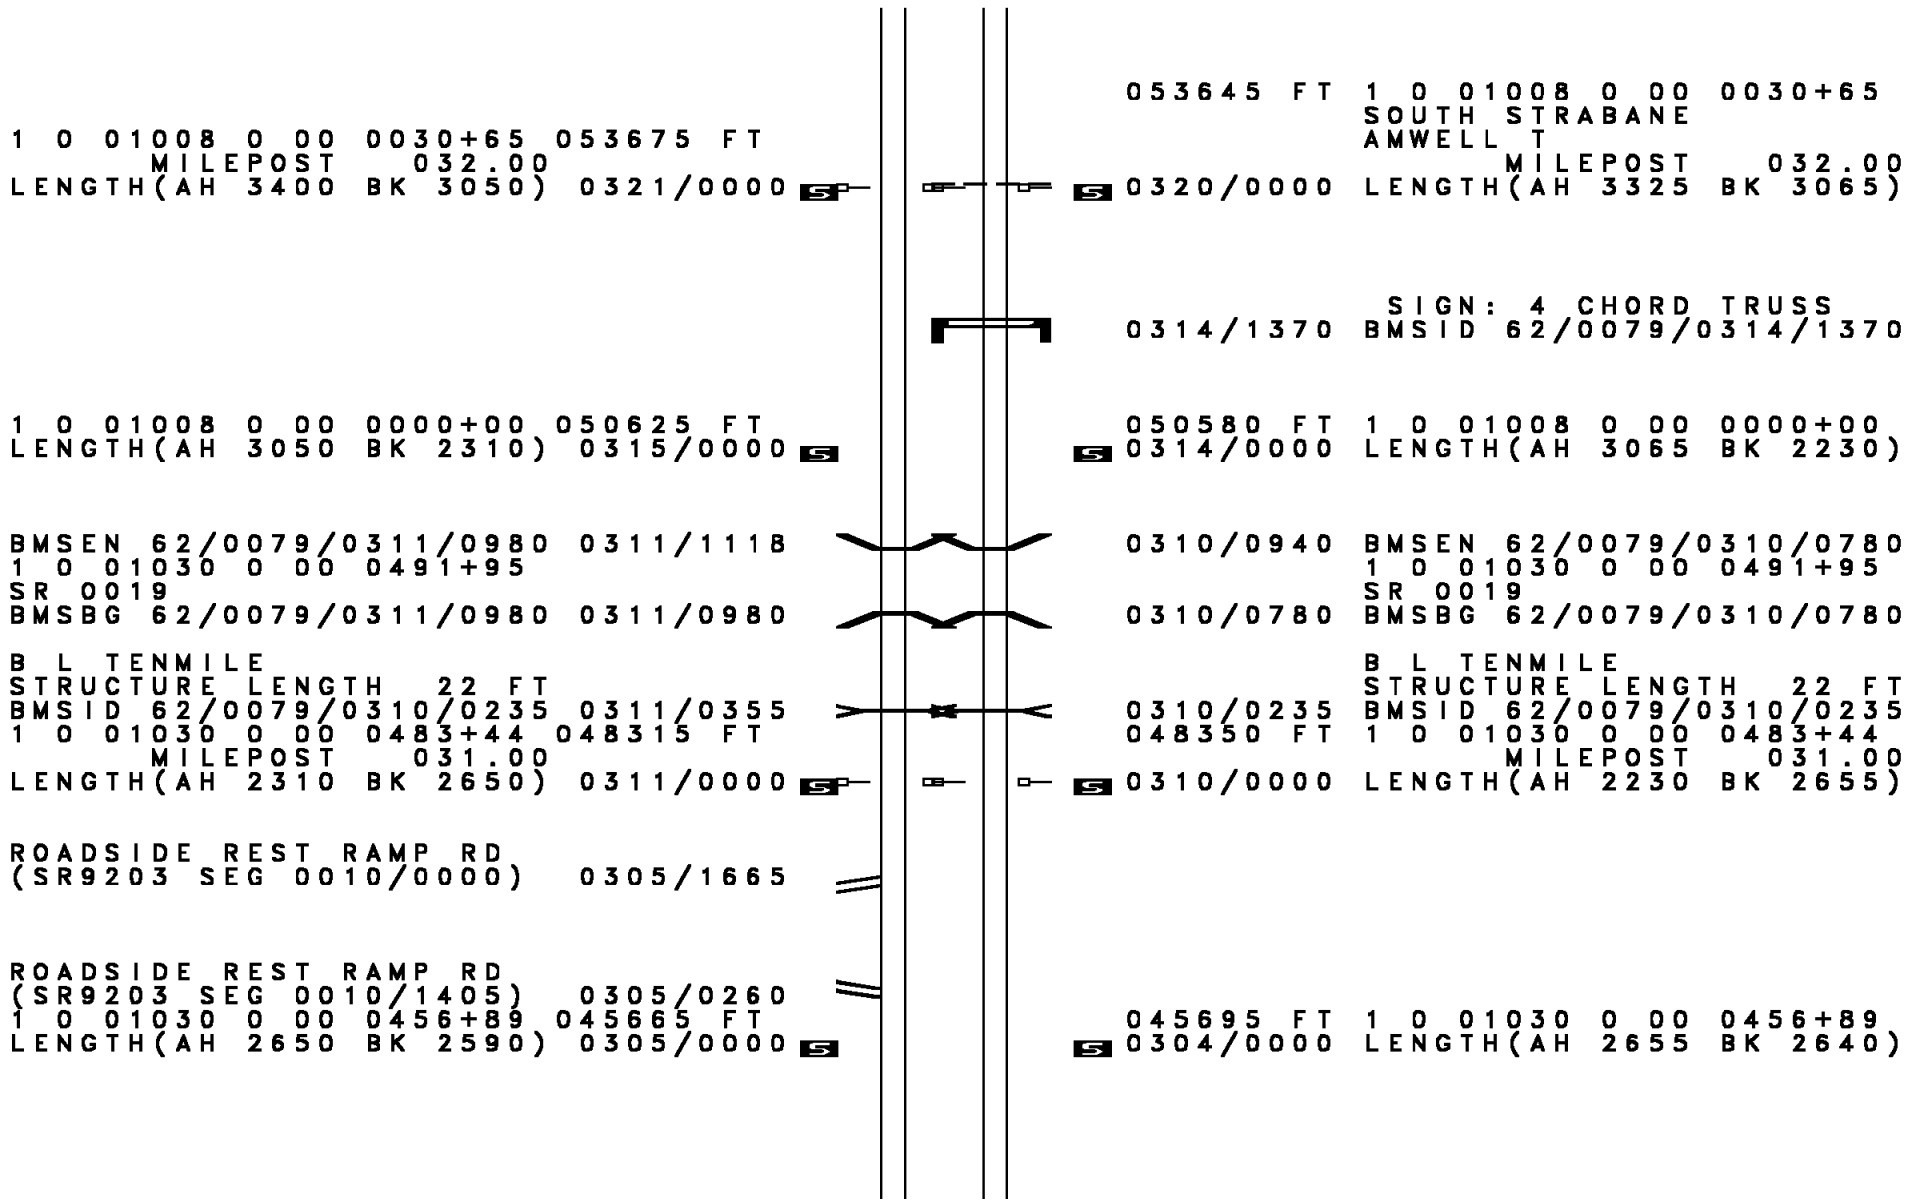 053645 FT 1 0 01008 0 00 0030+65
SOUTH STRABANE
1 0 01008 0 00 0030+65 053675 FT
AMWELL T
MILEPOST 032.00
MILEPOST 032.00
LENGTH(AH 3400 BK 3050) 0321/0000 S
S 0320/0000 LENGTH(AH 3325 BK 3065)
SIGN: 4 CHORD TRUSS
0314/1370 BMSID 62/0079/0314/1370
1 0 01008 0 00 0000+00 050625 FT
050580 FT 1 0 01008 0 00 0000+00
LENGTH(AH 3050 BK 2310) 0315/0000 S
S 0314/0000 LENGTH(AH 3065 BK 2230)
BMSEN 62/0079/0311/0980 0311/1118
0310/0940 BMSEN 62/0079/0310/0780
1 0 01030 0 00 0491+95
1 0 01030 0 00 0491+95
SR 0019
SR 0019
BMSBG 62/0079/0311/0980 0311/0980
0310/0780 BMSBG 62/0079/0310/0780
B L TENMILE
B L TENMILE
STRUCTURE LENGTH 22 FT
STRUCTURE LENGTH 22 FT
BMSID 62/0079/0310/0235 0311/0355
0310/0235 BMSID 62/0079/0310/0235
1 0 01030 0 00 0483+44 048315 FT
048350 FT 1 0 01030 0 00 0483+44
MILEPOST 031.00
MILEPOST 031.00
LENGTH(AH 2310 BK 2650) 0311/0000 S
S 0310/0000 LENGTH(AH 2230 BK 2655)
ROADSIDE REST RAMP RD
(SR9203 SEG 0010/0000) 0305/1665
ROADSIDE REST RAMP RD
(SR9203 SEG 0010/1405) 0305/0260
1 0 01030 0 00 0456+89 045665 FT
045695 FT 1 0 01030 0 00 0456+89
LENGTH(AH 2650 BK 2590) 0305/0000 S
S 0304/0000 LENGTH(AH 2655 BK 2640)